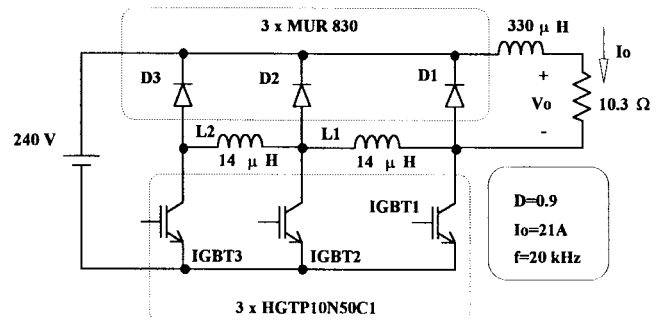 3 x MUR 830
330 μ H
Io
D3
D2
D1
+
Vo
-
10.3 Ω
240 V
L2
14 μ H
L1
14 μ H
IGBT3
IGBT2
IGBT1
D=0.9
Io=21A
f=20 kHz
3 x HGTP10N50C1